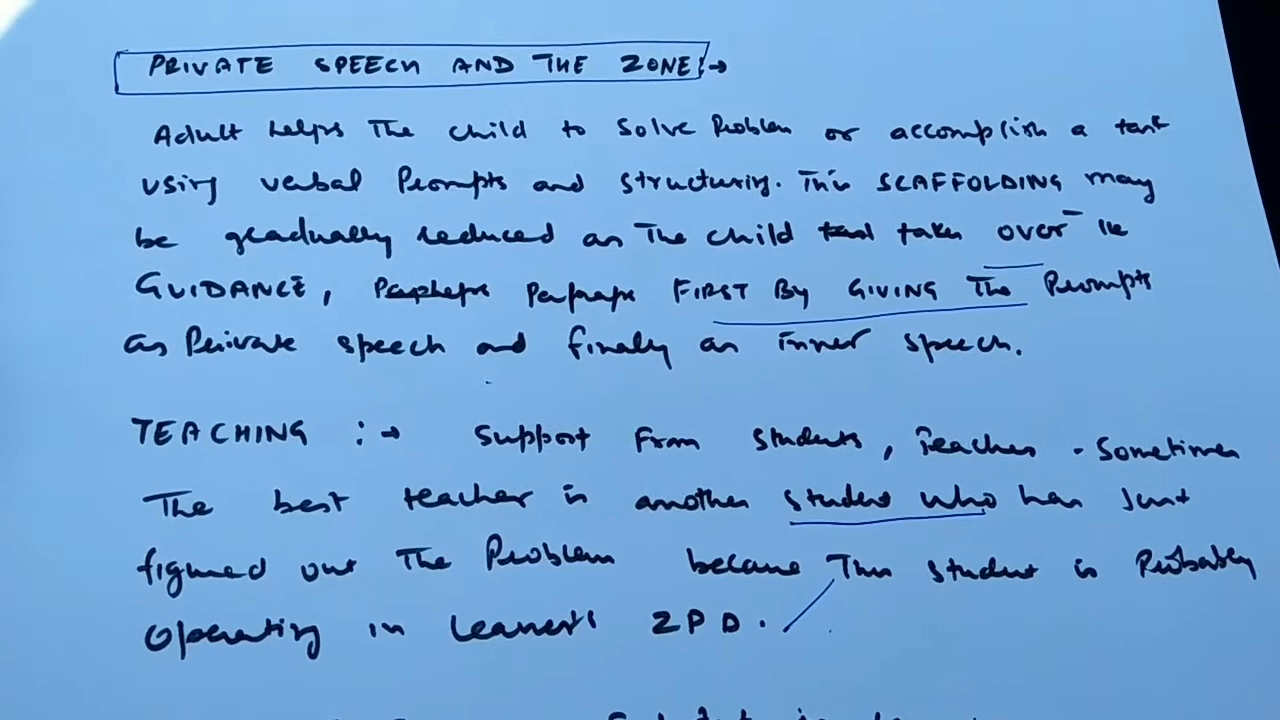 PRIVATE SPEECH AND THE ZONE :→
Adult helps The child to solve Problem or accomplish a task
using verbal Prompts and structuring. This SCAFFOLDING may
be gradually reduced as The child takes over the
GUIDANCE, Perhaps FIRST BY GIVING The Prompts
as Private speech and finally as inner speech.
TEACHING :→ Support From students, Teacher. Sometimes
The best teacher is another student who has Just
figured out The Problem because This student is Probably
operating in learner's ZPD.